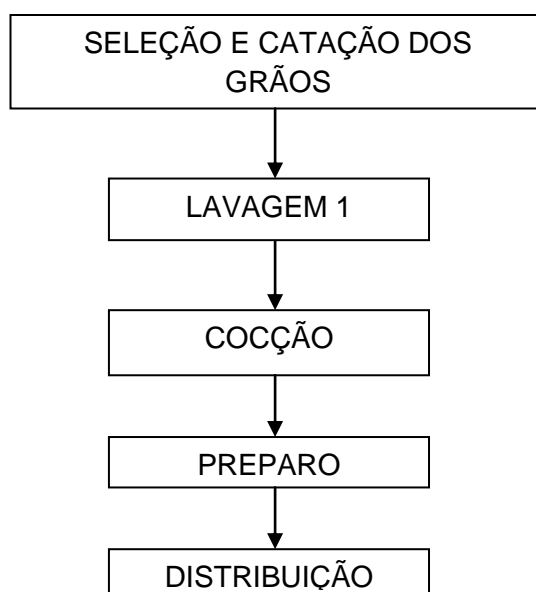 SELEÇÃO E CATAÇÃO DOS
GRÃOS
LAVAGEM 1
COCÇÃO
PREPARO
DISTRIBUIÇÃO